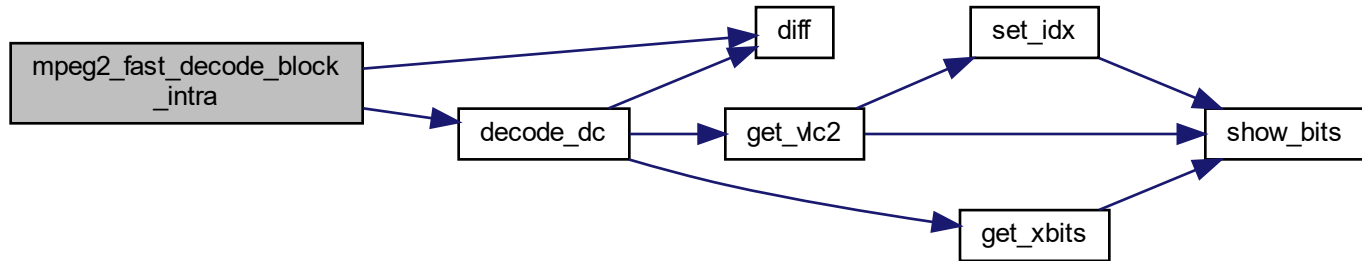 mpeg2_fast_decode_block
_intra
diff
decode_dc
get_vlc2
set_idx
show_bits
get_xbits